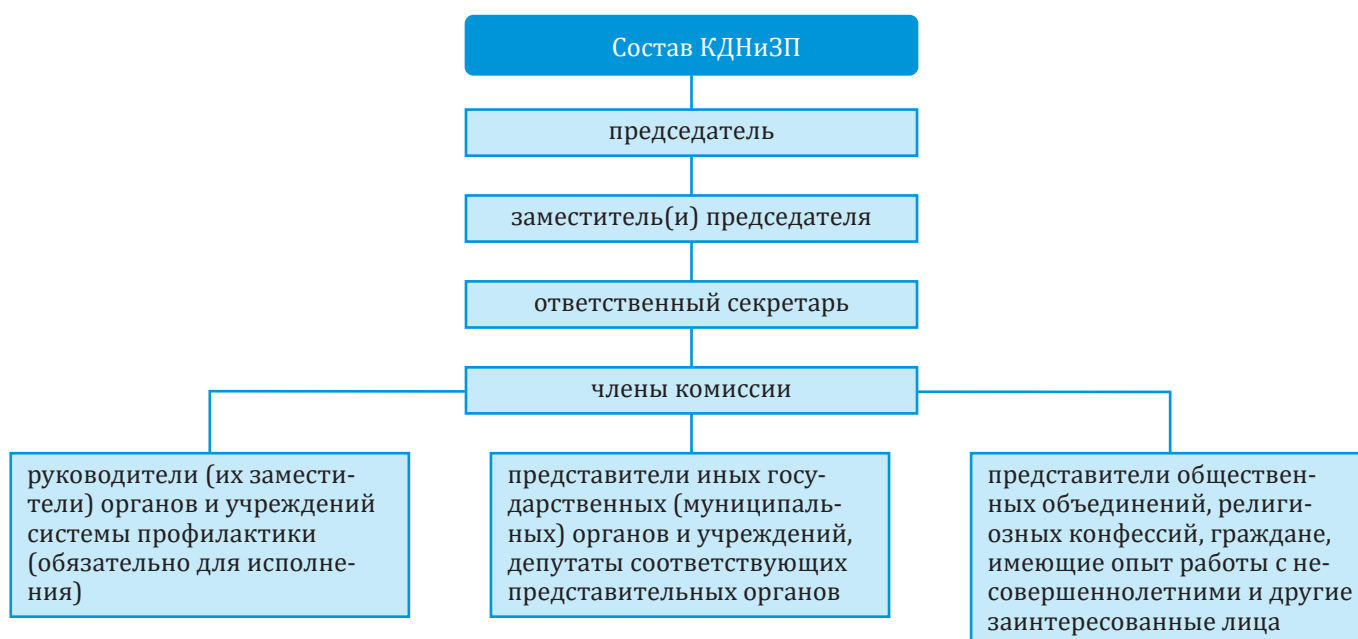 Состав КДНиЗП
председатель
заместитель(и) председателя
ответственный секретарь
члены комиссии
руководители (их замести-
тели) органов и учреждений
системы профилактики
(обязательно для исполне-
ния)
представители иных госу-
дарственных (муниципаль-
ных) органов и учреждений,
депутаты соответствующих
представительных органов
представители обществен-
ных объединений, религи-
озных конфессий, граждане,
имеющие опыт работы с не-
совершеннолетними и другие
заинтересованные лица